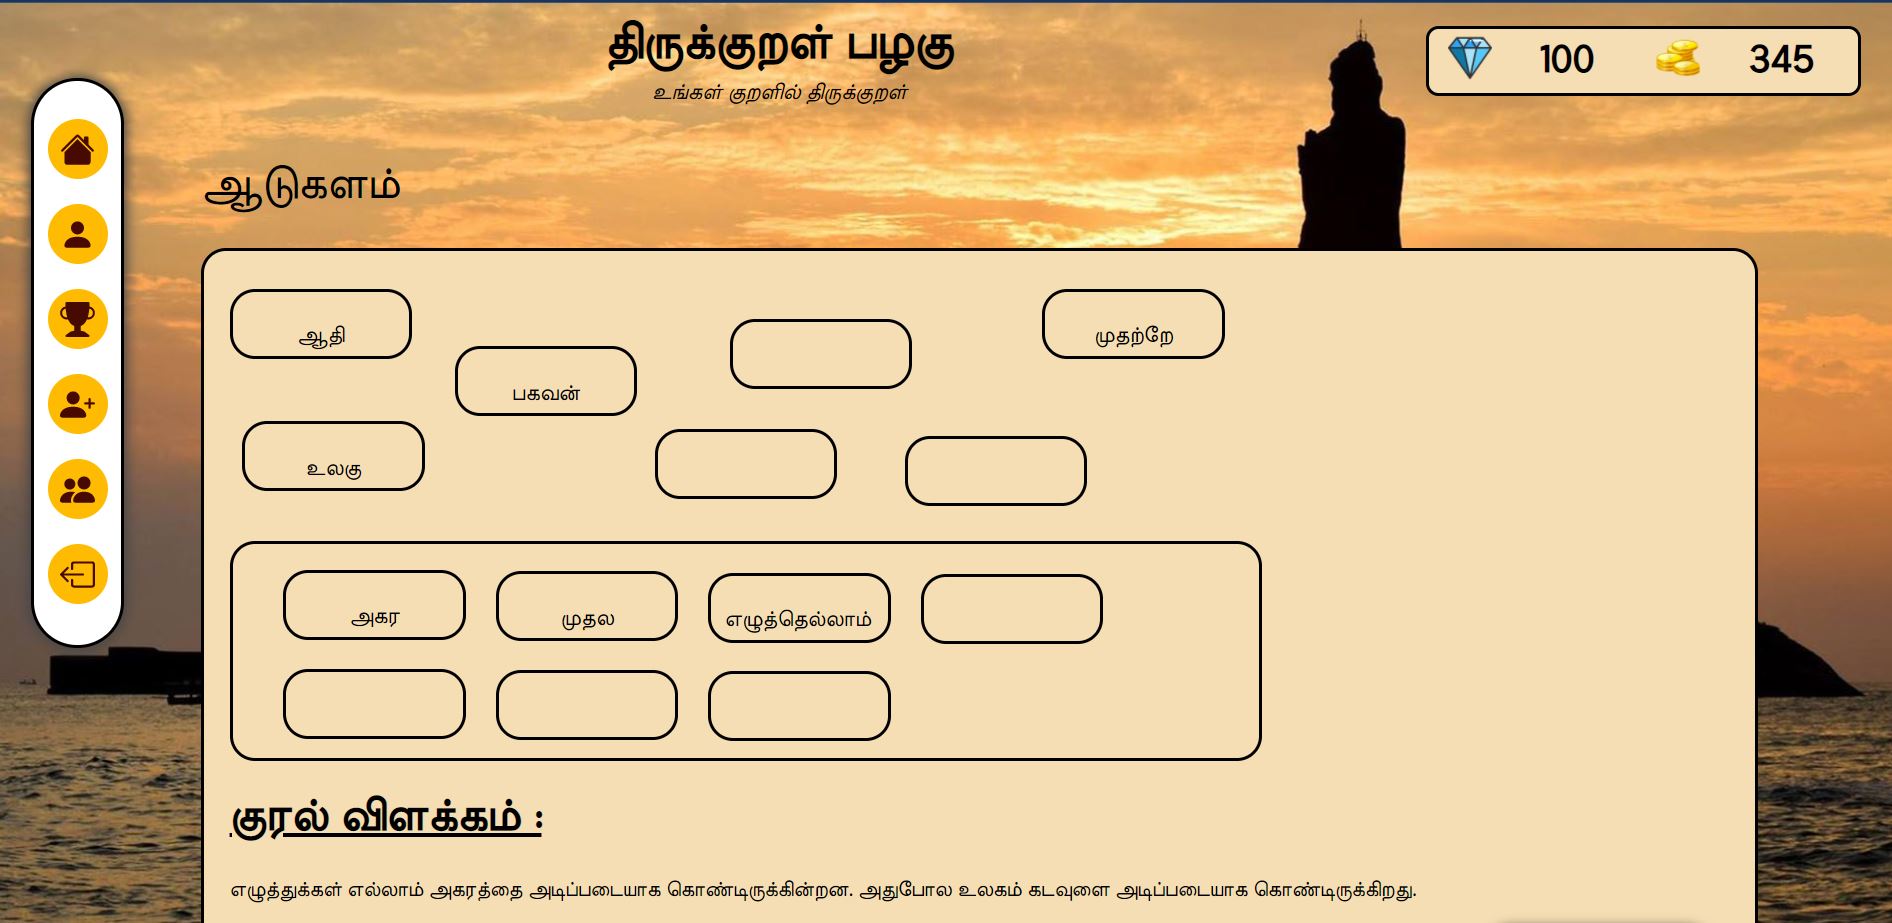 திருக்குறள் பழகு
உங்கள் குறளில் திருக்குறள்
100 345
ஆடுகளம்
ஆதி
முதற்றே
பகவன்
உலகு
அகர முதல எழுத்தெல்லாம்
குரல் விளக்கம் :
எழுத்துக்கள் எல்லாம் அகரத்தை அடிப்படையாக கொண்டிருக்கின்றன. அதுபோல உலகம் கடவுளை அடிப்படையாக கொண்டிருக்கிறது.